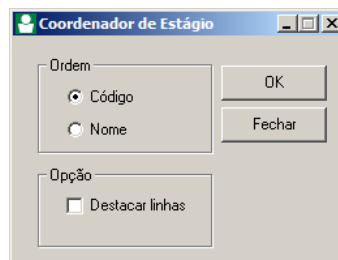 Coordenador de Estágio
Ordem
Código
Nome
OK
Fechar
Opção
Destacar linhas